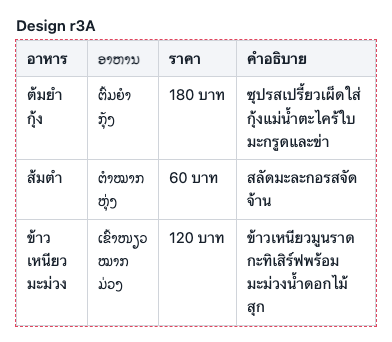 Design r3A
อาหาร ອາຫານ ราคา คำอธิบาย
ต้มยำ ຕົ້ມຍຳ 180 บาท ซุปรสเปรี้ยวเผ็ดใส่
กุ้ง ກຸ້ງ กุ้งแม่น้ำตะไคร้ใบ
มะกรูดและข่า
ส้มตำ ຕຳໝາກ 60 บาท สลัดมะละกอรสจัด
ຫຸ່ງ จ้าน
ข้าว ເຂົ້າໜຽວ 120 บาท ข้าวเหนียวมูนราด
เหนียว ໝາກ กะทิเสิร์ฟพร้อม
มะม่วง ມ່ວງ มะม่วงน้ำดอกไม้
สุก